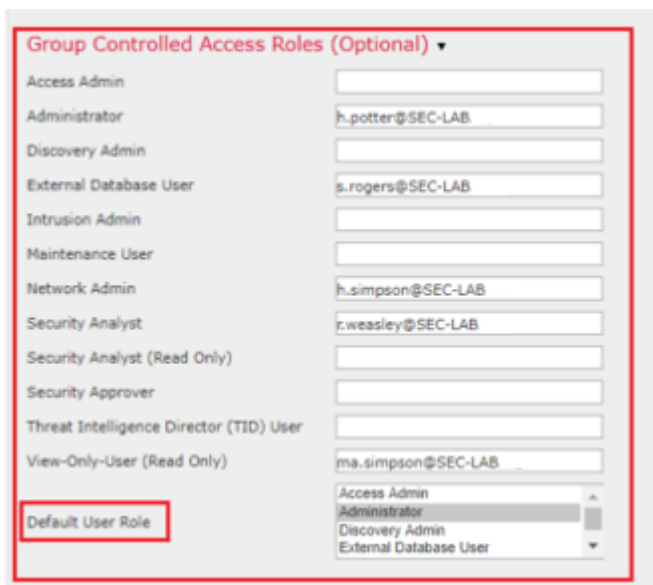 Group Controlled Access Roles (Optional) ▾
Access Admin
Administrator h.potter@SEC-LAB
Discovery Admin
External Database User s.rogers@SEC-LAB
Intrusion Admin
Maintenance User
Network Admin h.simpson@SEC-LAB
Security Analyst r.weasley@SEC-LAB
Security Analyst (Read Only)
Security Approver
Threat Intelligence Director (TID) User
View-Only-User (Read Only) ma.simpson@SEC-LAB
Default User Role
Access Admin
Administrator
Discovery Admin
External Database User